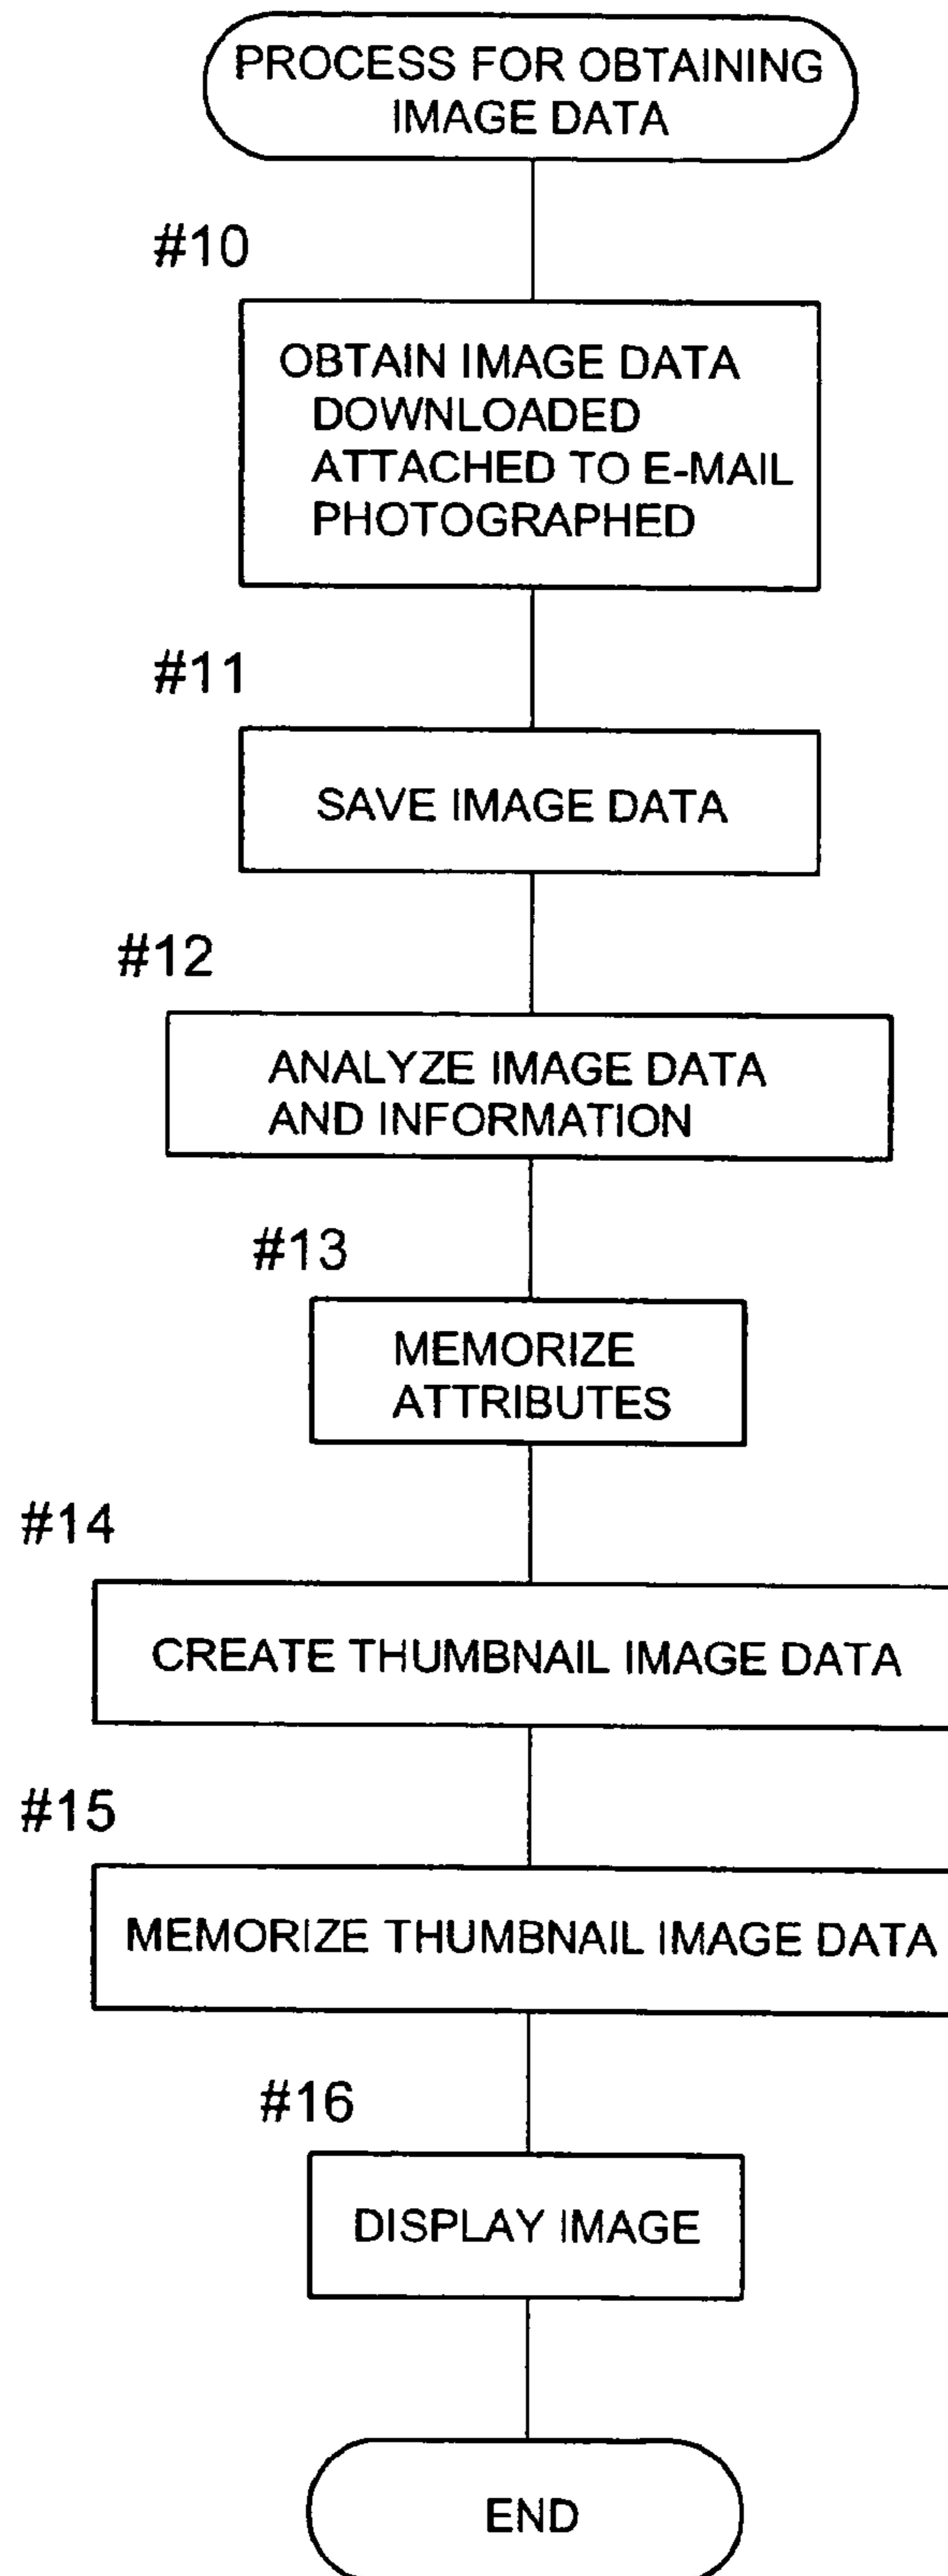 PROCESS FOR OBTAINING
IMAGE DATA
#10
OBTAIN IMAGE DATA
DOWNLOADED
ATTACHED TO E-MAIL
PHOTOGRAPHED
#11
SAVE IMAGE DATA
#12
ANALYZE IMAGE DATA
AND INFORMATION
#13
MEMORIZE
ATTRIBUTES
#14
CREATE THUMBNAIL IMAGE DATA
#15
MEMORIZE THUMBNAIL IMAGE DATA
#16
DISPLAY IMAGE
END